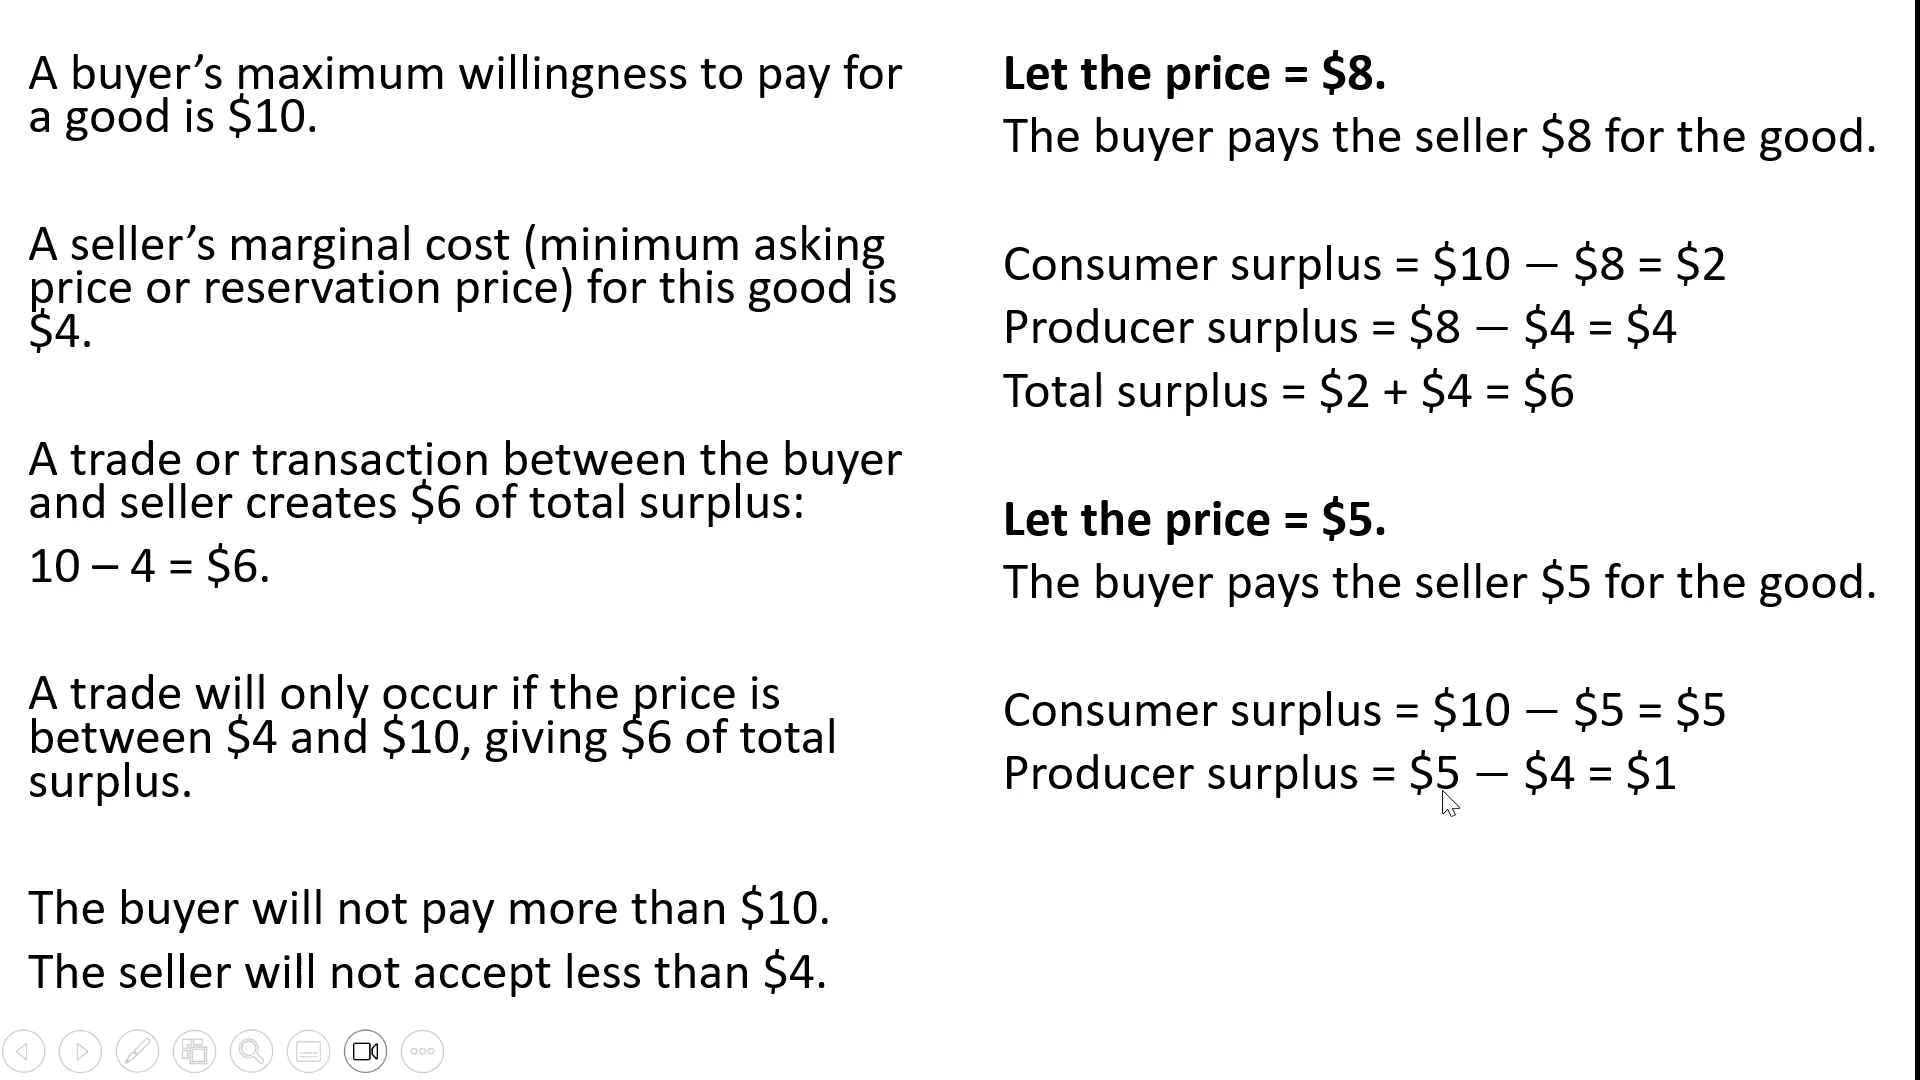 A buyer’s maximum willingness to pay for
a good is $10.
A seller’s marginal cost (minimum asking
price or reservation price) for this good is
$4.
A trade or transaction between the buyer
and seller creates $6 of total surplus:
10 – 4 = $6.
A trade will only occur if the price is
between $4 and $10, giving $6 of total
surplus.
The buyer will not pay more than $10.
The seller will not accept less than $4.
Let the price = $8.
The buyer pays the seller $8 for the good.
Consumer surplus = $10 — $8 = $2
Producer surplus = $8 — $4 = $4
Total surplus = $2 + $4 = $6
Let the price = $5.
The buyer pays the seller $5 for the good.
Consumer surplus = $10 — $5 = $5
Producer surplus = $5 — $4 = $1